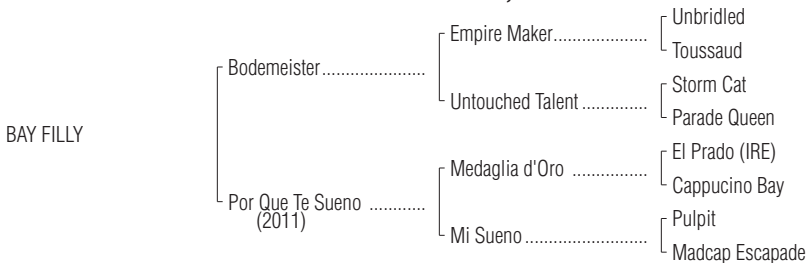 Unbridled
Empire Maker.....................
Toussaud
Bodemeister.......................
Storm Cat
Untouched Talent ..............
Parade Queen
BAY FILLY
El Prado (IRE)
Medaglia d'Oro ................
Cappucino Bay
Por Que Te Sueno ............
(2011)
Pulpit
Mi Sueno...........................
Madcap Escapade